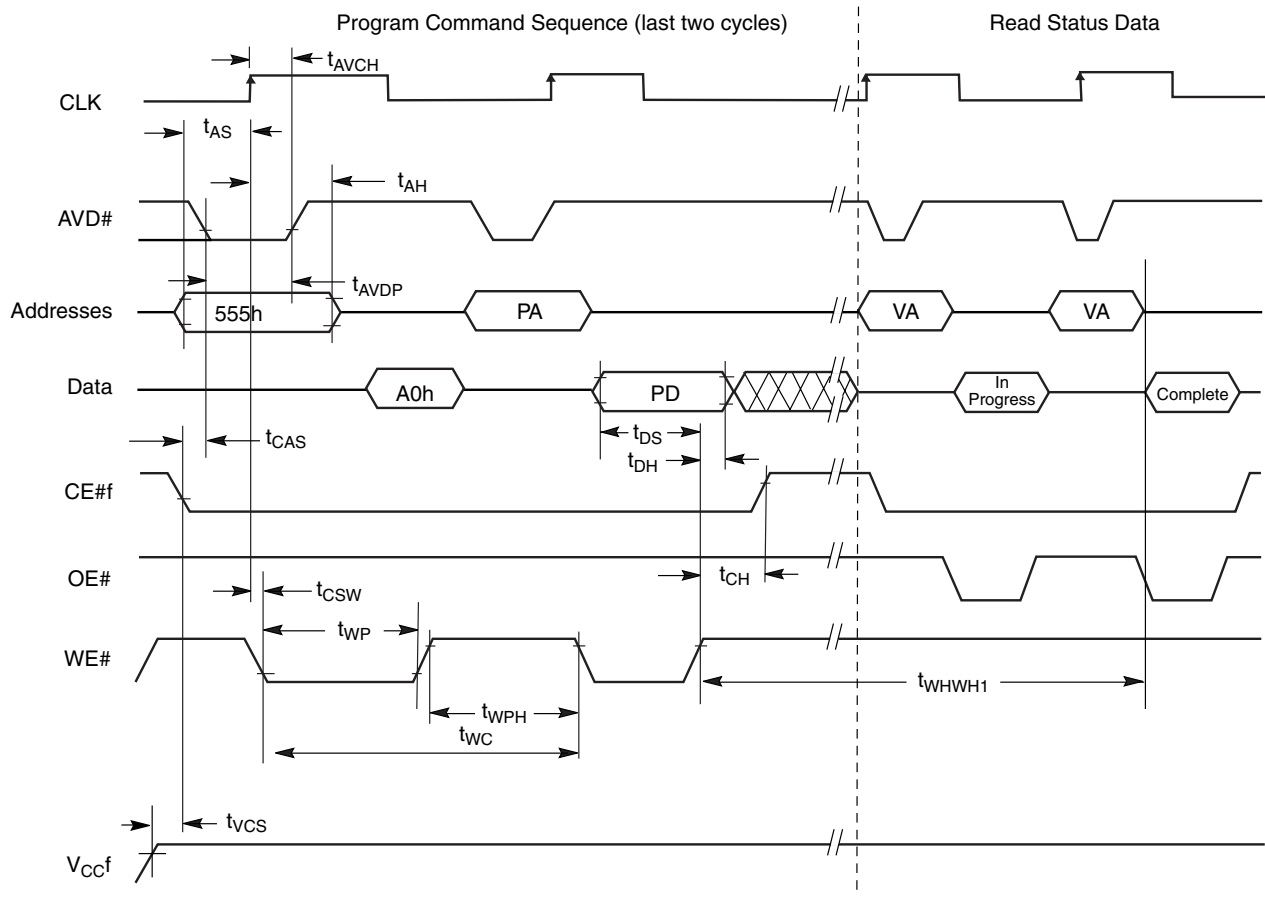 Program Command Sequence (last two cycles)
Read Status Data
tAVCH
CLK
tAS
tAH
AVD#
tAVDP
Addresses
555h
PA
VA
VA
Data
A0h
PD
In Progress
Complete
tCAS
tDS
tDH
CE#f
OE#
tCH
tCSW
tWP
WE#
tWHWH1
tWPH
tWC
tVCS
VCCf